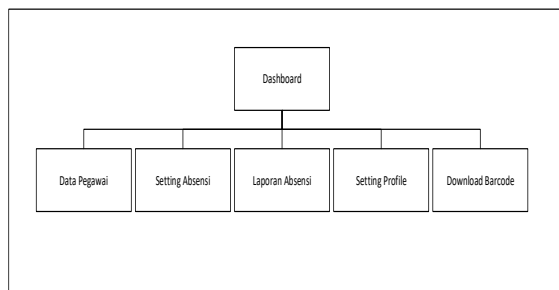 Dashboard
Data Pegawai
Setting Absensi
Laporan Absensi
Setting Profile
Download Barcode